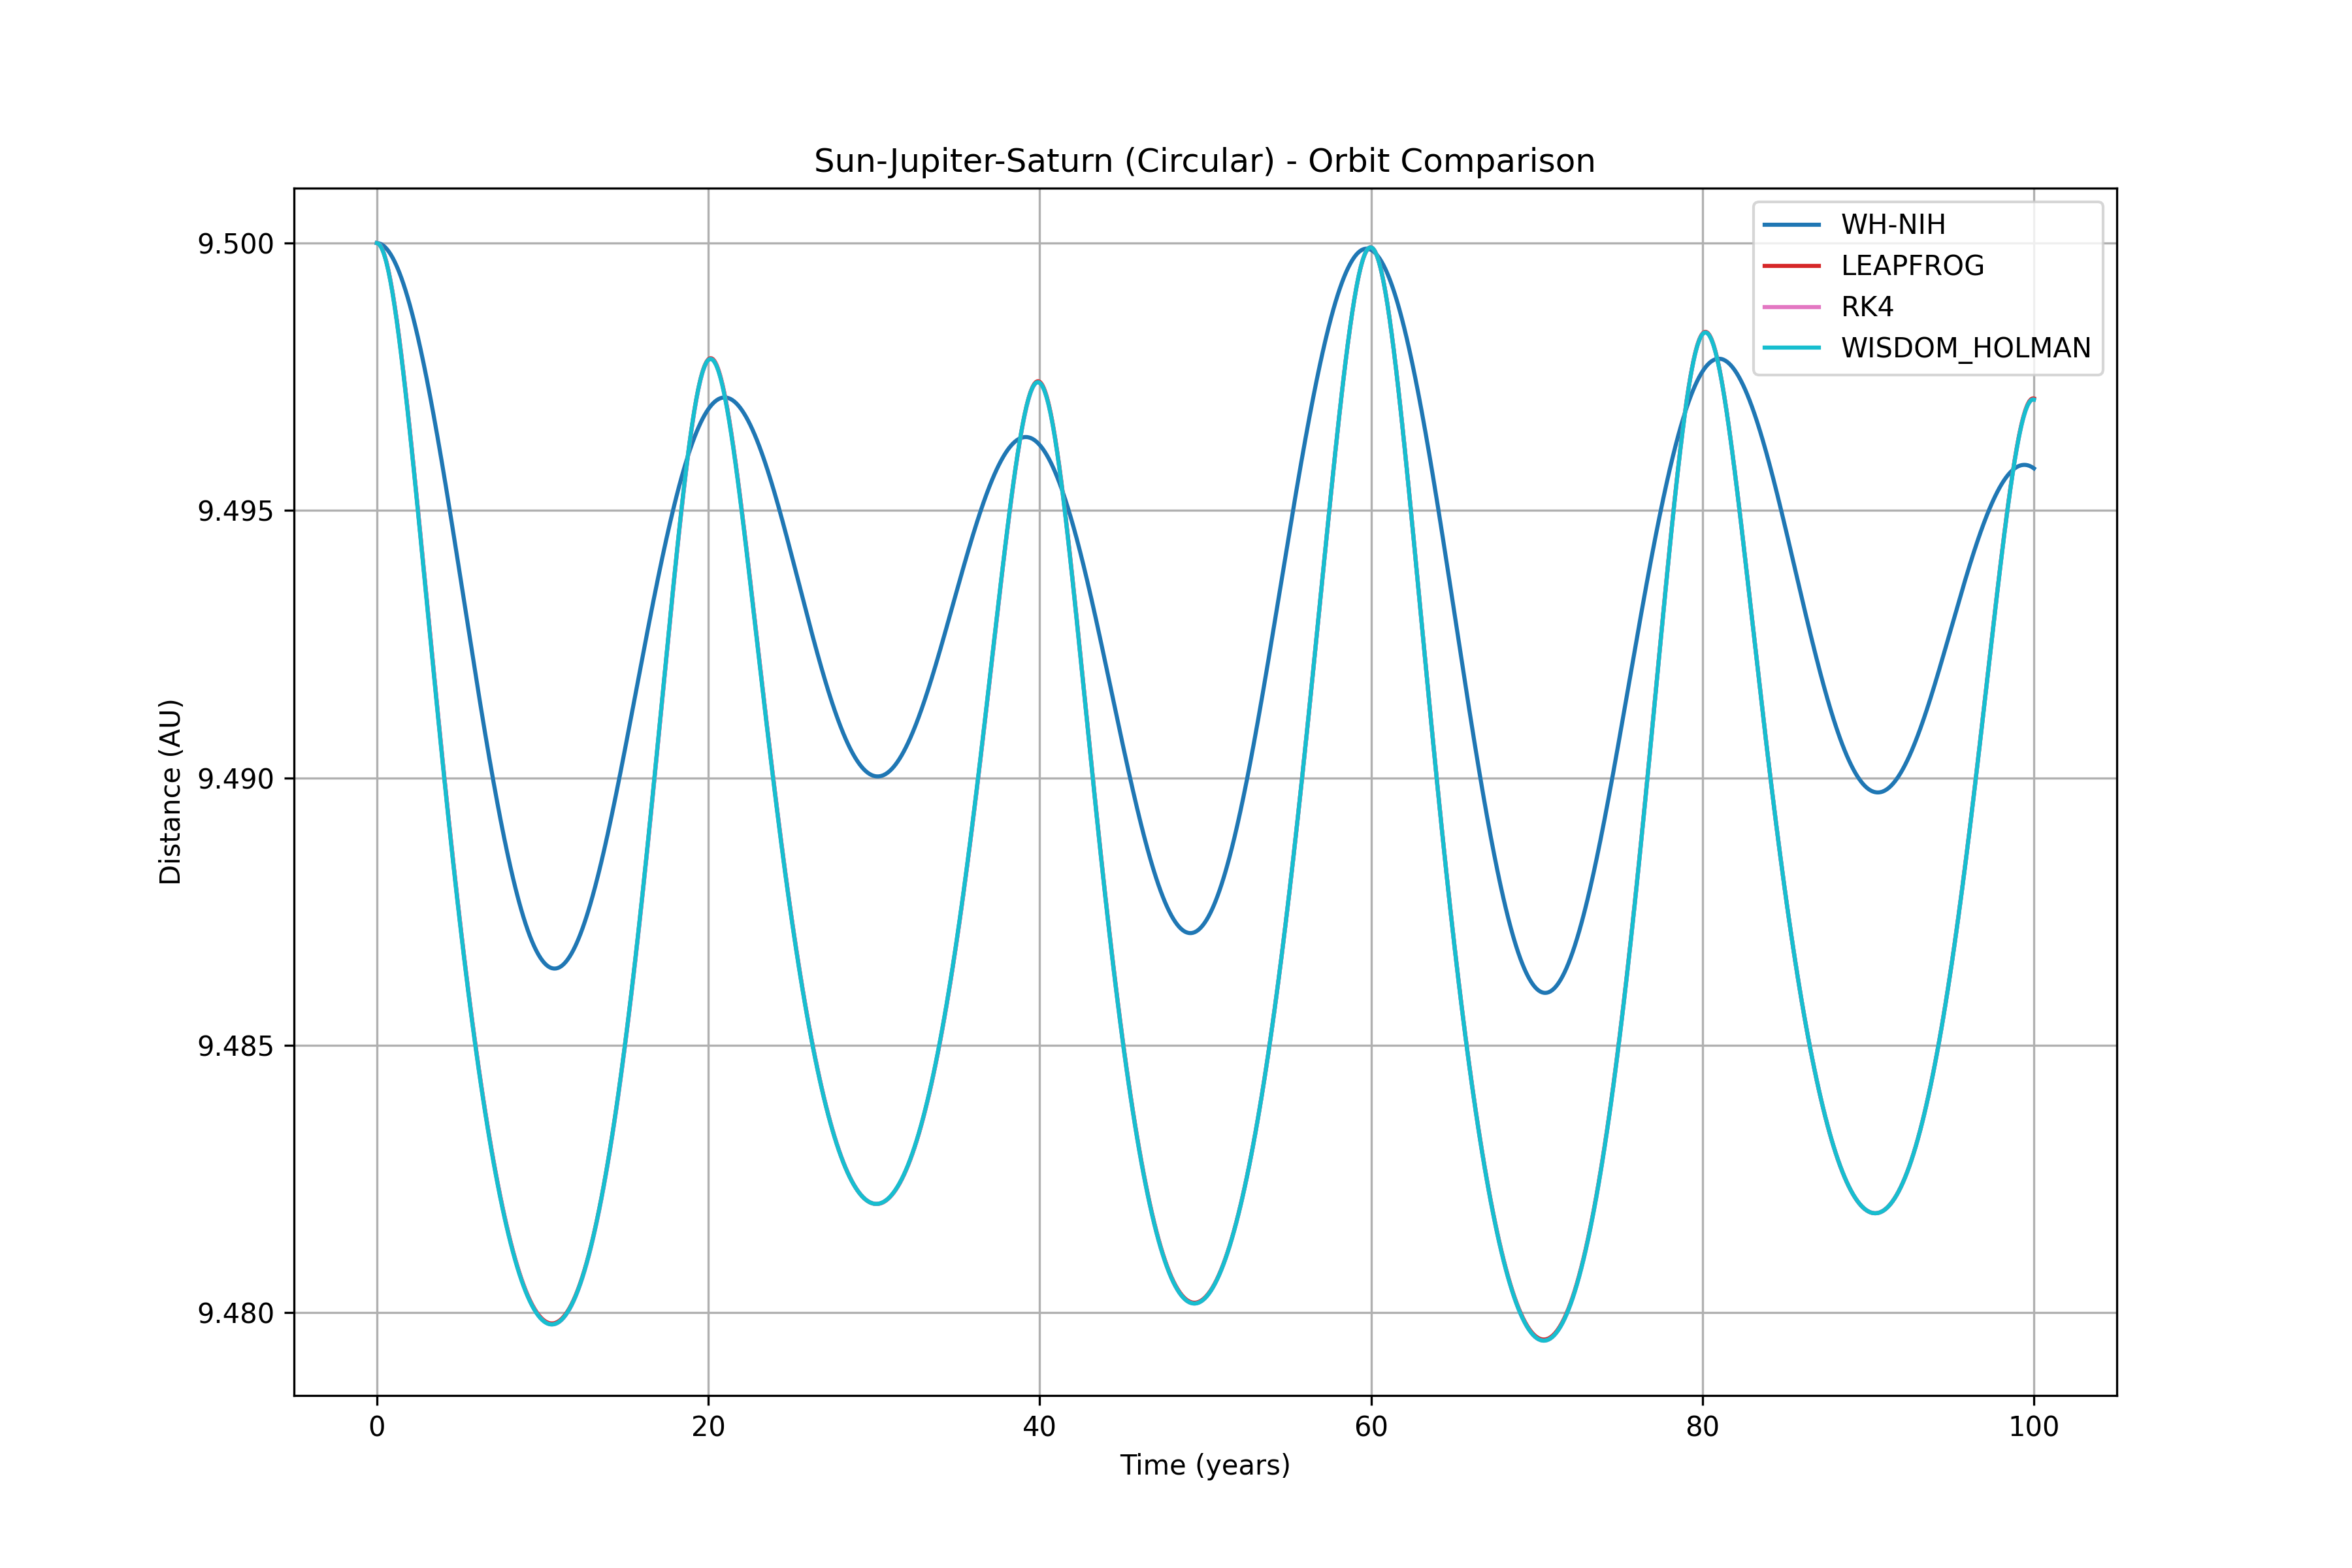 Sun-Jupiter-Saturn (Circular) - Orbit Comparison
WH-NIH
LEAPFROG
RK4
WISDOM_HOLMAN
9.500
9.495
9.490
9.485
9.480
Distance (AU)
0 20 40 60 80 100
Time (years)